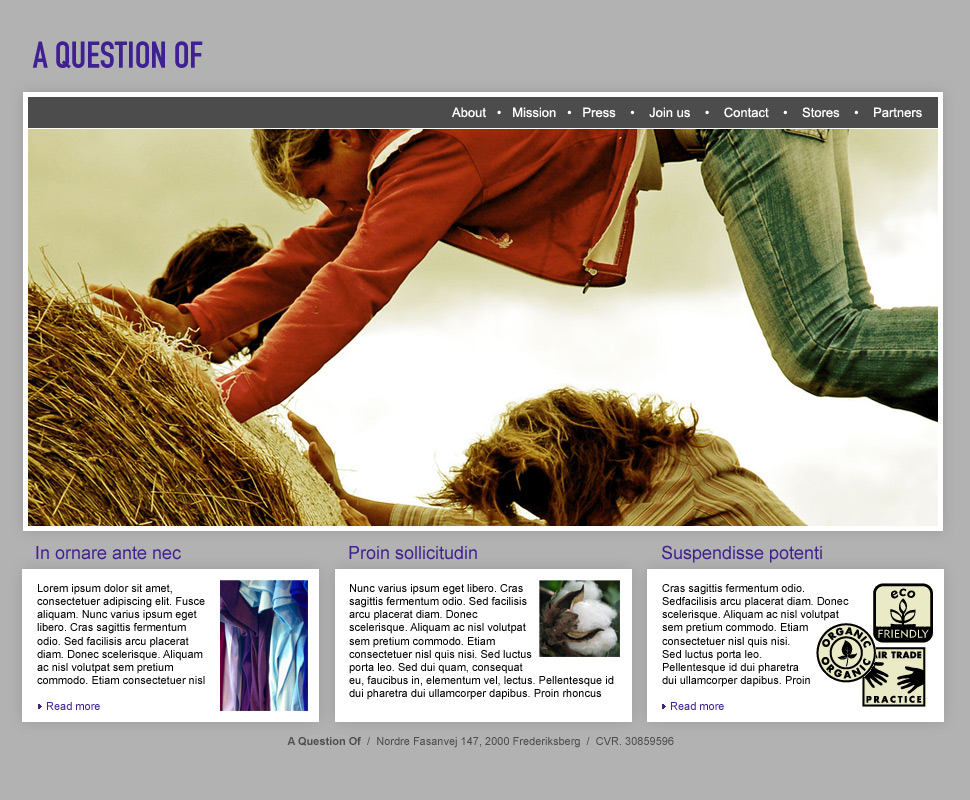 A QUESTION OF
About • Mission • Press • Join us • Contact • Stores • Partners
In ornare ante nec
Lorem ipsum dolor sit amet,
consectetuer adipiscing elit. Fusce
aliquam. Nunc varius ipsum eget
libero. Cras sagittis fermentum
odio. Sed facilisis arcu placerat
diam. Donec scelerisque. Aliquam
ac nisl volutpat sem pretium
commodo. Etiam consectetuer nisl
Read more
Proin sollicitudin
Nunc varius ipsum eget libero. Cras
sagittis fermentum odio. Sed facilisis
arcu placerat diam. Donec
scelerisque. Aliquam ac nisl volutpat
sem pretium commodo. Etiam
consectetuer nisl quis nisi. Sed luctus
porta leo. Sed dui quam, consequat
eu, faucibus in, elementum vel, lectus. Pellentesque id
dui pharetra dui ullamcorper dapibus. Proin rhoncus
Suspendisse potenti
Cras sagittis fermentum odio.
Sedfacilisis arcu placerat diam. Donec
scelerisque. Aliquam ac nisl volutpat
sem pretium commodo. Etiam
consectetuer nisl quis nisi.
Sed luctus porta leo.
Pellentesque id dui pharetra
dui ullamcorper dapibus. Proin
Read more
eco
FRIENDLY
ORGANIC
ORGANIC
IR TRADE
PRACTICE
A Question Of / Nordre Fasanvej 147, 2000 Frederiksberg / CVR. 30859596